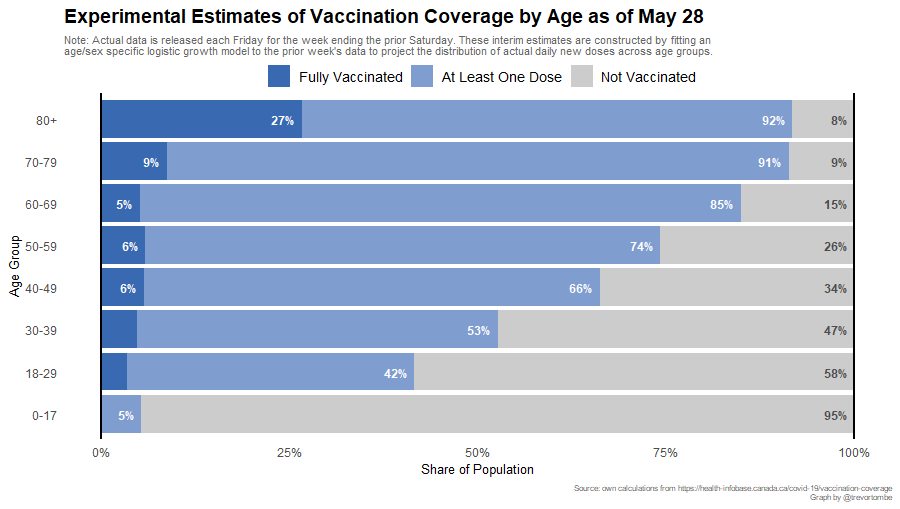 Experimental Estimates of Vaccination Coverage by Age as of May 28
Note: Actual data is released each Friday for the week ending the prior Saturday. These interim estimates are constructed by fitting an
age/sex specific logistic growth model to the prior week's data to project the distribution of actual daily new doses across age groups.
Fully Vaccinated At Least One Dose Not Vaccinated
80+ 27% 92% 8%
70-79 9% 91% 9%
60-69 5% 85% 15%
50-59 6% 74% 26%
40-49 6% 66% 34%
30-39 53% 47%
18-29 42% 58%
0-17 5% 95%
Age Group
0% 25% 50% 75% 100%
Share of Population
Source: own calculations from https://health-infobase.canada.ca/covid-19/vaccination-coverage
Graph by @trevortombe